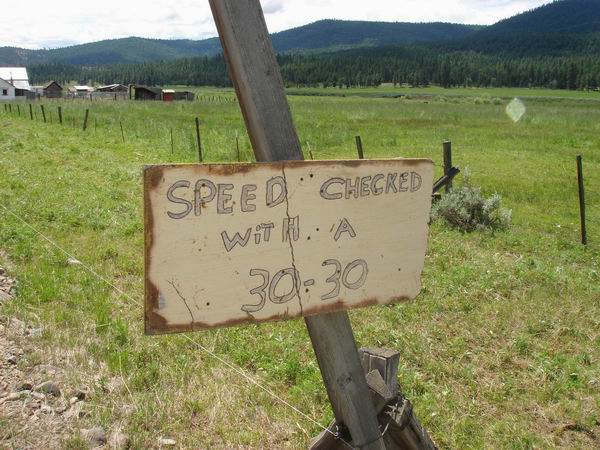 SPEED CHECKED
WITH A
30-30